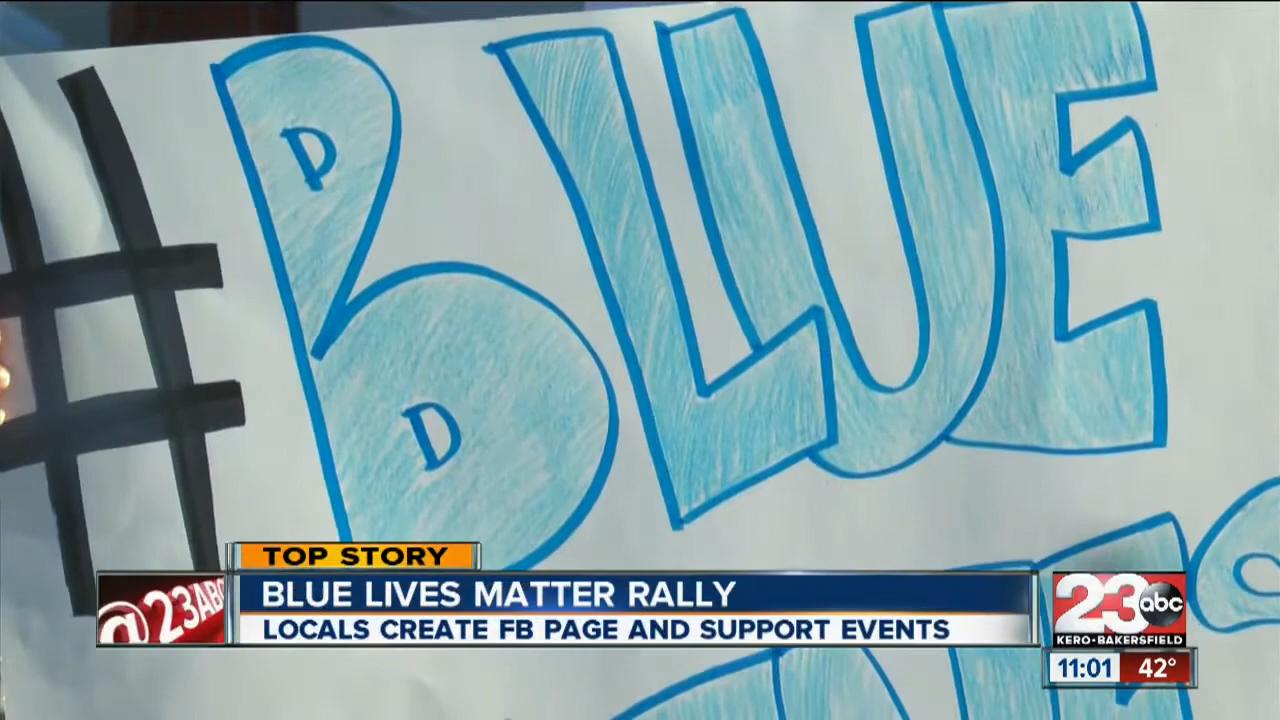 #BLUE
TOP STORY
BLUE LIVES MATTER RALLY
LOCALS CREATE FB PAGE AND SUPPORT EVENTS
@23ABC
23 abc
KERO·BAKERSFIELD
11:01 42°